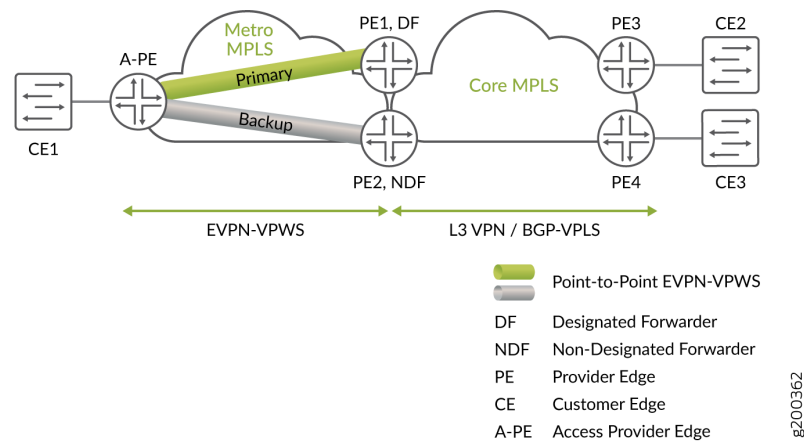 Metro
MPLS
PE1, DF
PE3
A-PE
Primary
Core MPLS
CE2
Backup
CE1
PE2, NDF
PE4
CE3
EVPN-VPWS
L3 VPN / BGP-VPLS
Point-to-Point EVPN-VPWS
DF Designated Forwarder
NDF Non-Designated Forwarder
PE Provider Edge
CE Customer Edge
A-PE Access Provider Edge
g200362